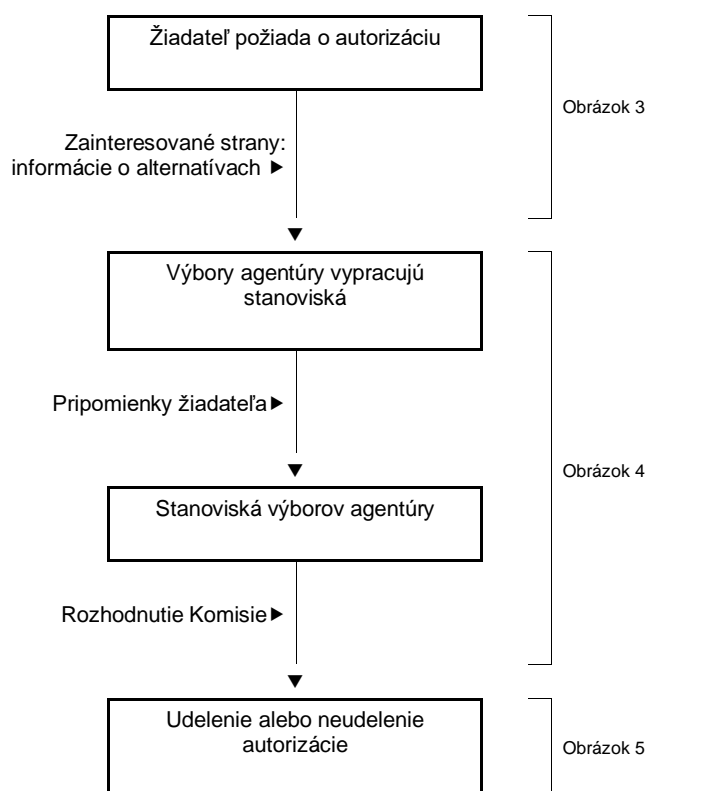 Žiadateľ požiada o autorizáciu
Obrázok 3
Zainteresované strany:
informácie o alternatívach
Výbory agentúry vypracujú
stanoviská
Pripomienky žiadateľa
Obrázok 4
Stanoviská výborov agentúry
Rozhodnutie Komisie
Udelenie alebo neudelenie
autorizácie
Obrázok 5